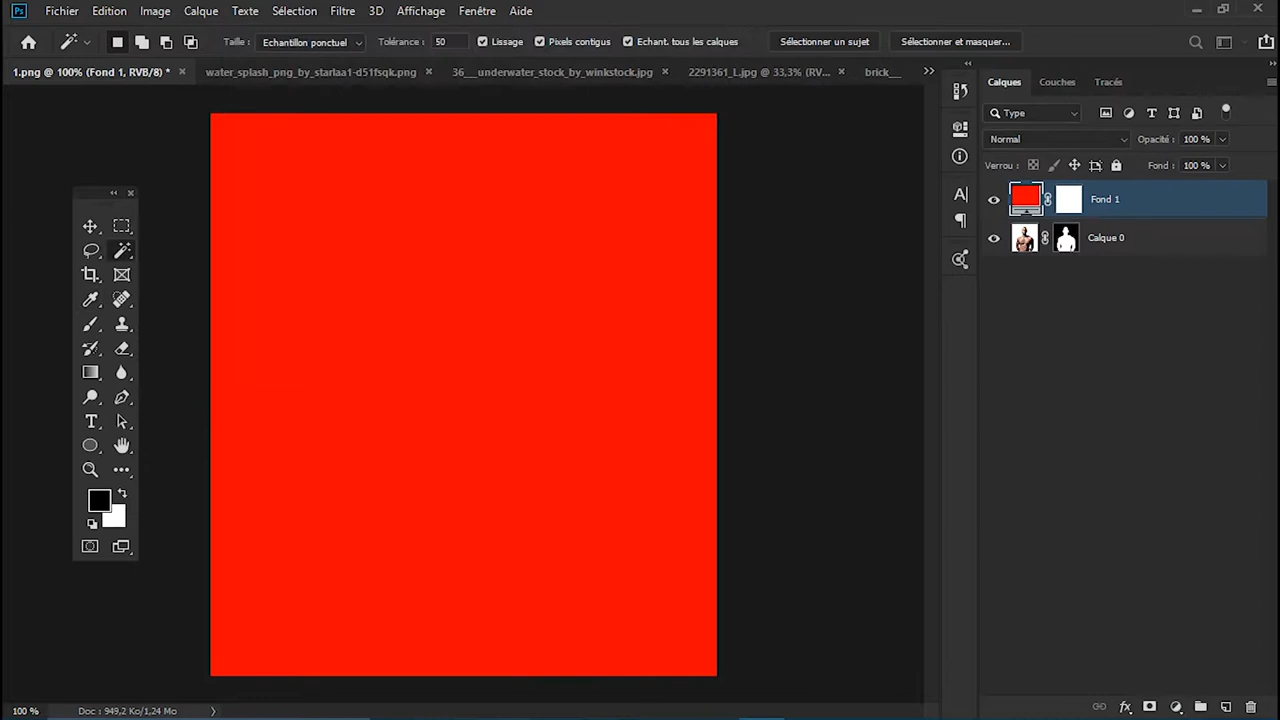 Ps Fichier Edition Image Calque Texte Sélection Filtre 3D Affichage Fenêtre Aide
Taille : Echantillon ponctuel Tolérance : 50 Lissage Pixels contigus Echant. tous les calques Sélectionner un sujet Sélectionner et masquer...
1.png @ 100% (Fond 1, RVB/8) * water_splash_png_by_starlaa1-d51fsqk.png 36__underwater_stock_by_winkstock.jpg 2291361_L.jpg @ 33,3% (RV... brick__
Calques Couches Tracés
Type
Normal Opacité : 100 %
Verrou : Fond : 100 %
Fond 1
Calque 0
100 % Doc : 949,2 Ko/1,24 Mo